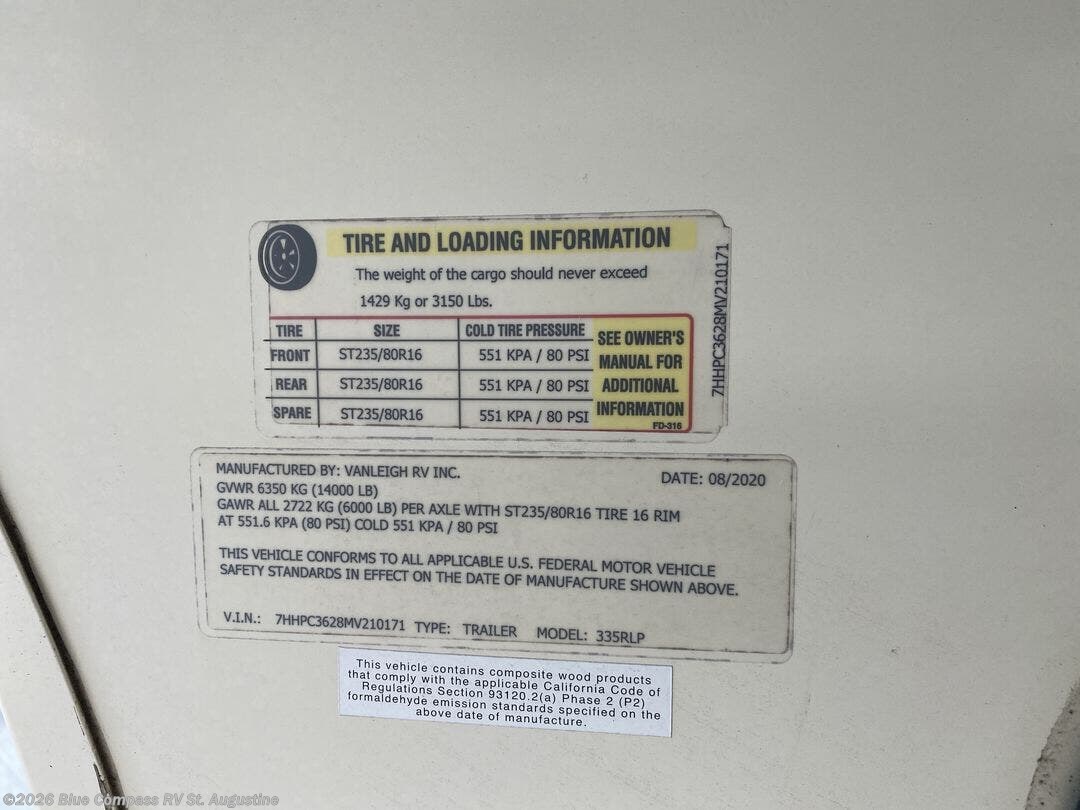 TIRE AND LOADING INFORMATION
The weight of the cargo should never exceed
1429 Kg or 3150 Lbs.
TIRE SIZE COLD TIRE PRESSURE
FRONT ST235/80R16 551 KPA / 80 PSI
REAR ST235/80R16 551 KPA / 80 PSI
SPARE ST235/80R16 551 KPA / 80 PSI
SEE OWNER'S
MANUAL FOR
ADDITIONAL
INFORMATION
FD-316
7HHPC3628MV210171
MANUFACTURED BY: VANLEIGH RV INC. DATE: 08/2020
GVWR 6350 KG (14000 LB)
GAWR ALL 2722 KG (6000 LB) PER AXLE WITH ST235/80R16 TIRE 16 RIM
AT 551.6 KPA (80 PSI) COLD 551 KPA / 80 PSI
THIS VEHICLE CONFORMS TO ALL APPLICABLE U.S. FEDERAL MOTOR VEHICLE
SAFETY STANDARDS IN EFFECT ON THE DATE OF MANUFACTURE SHOWN ABOVE.
V.I.N.: 7HHPC3628MV210171 TYPE: TRAILER MODEL: 335RLP
This vehicle contains composite wood products
that comply with the applicable California Code of
Regulations Section 93120.2(a) Phase 2 (P2)
formaldehyde emission standards specified on the
above date of manufacture.
©2026 Blue Compass RV St. Augustine